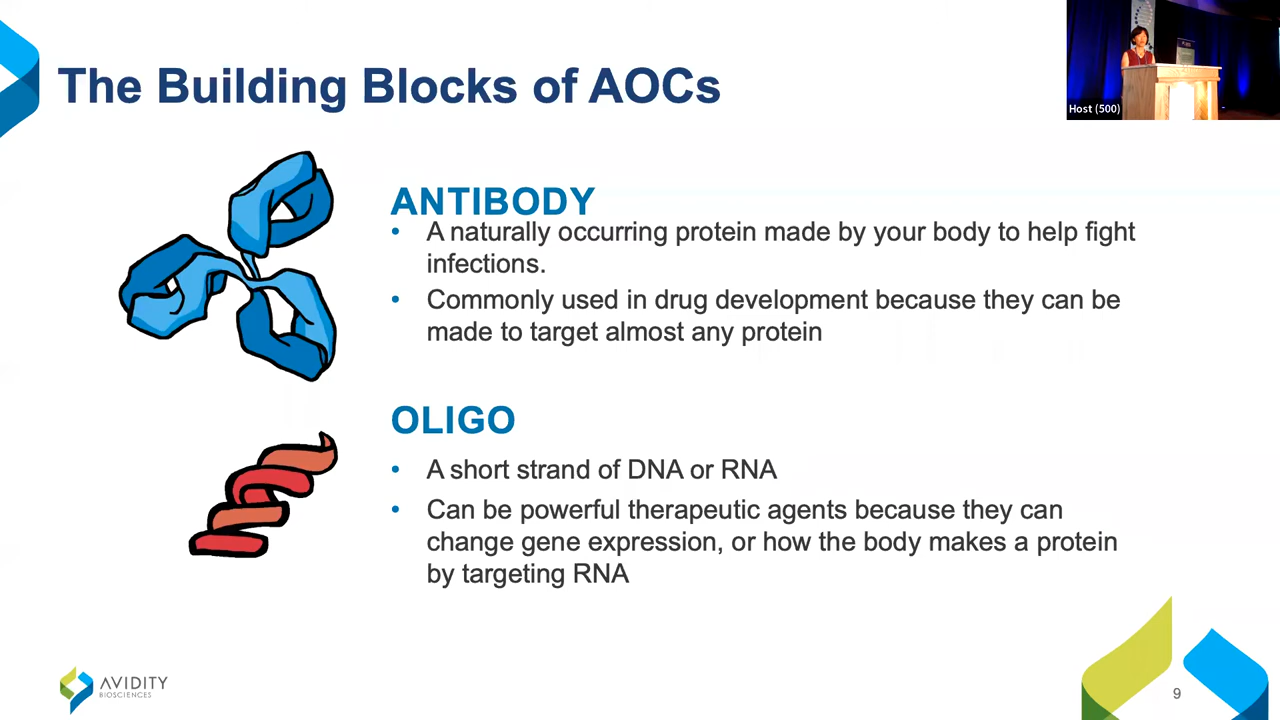 The Building Blocks of AOCs
Host (500)
ANTIBODY
• A naturally occurring protein made by your body to help fight
infections.
• Commonly used in drug development because they can be
made to target almost any protein
OLIGO
• A short strand of DNA or RNA
• Can be powerful therapeutic agents because they can
change gene expression, or how the body makes a protein
by targeting RNA
AVIDITY
BIOSCIENCES
9